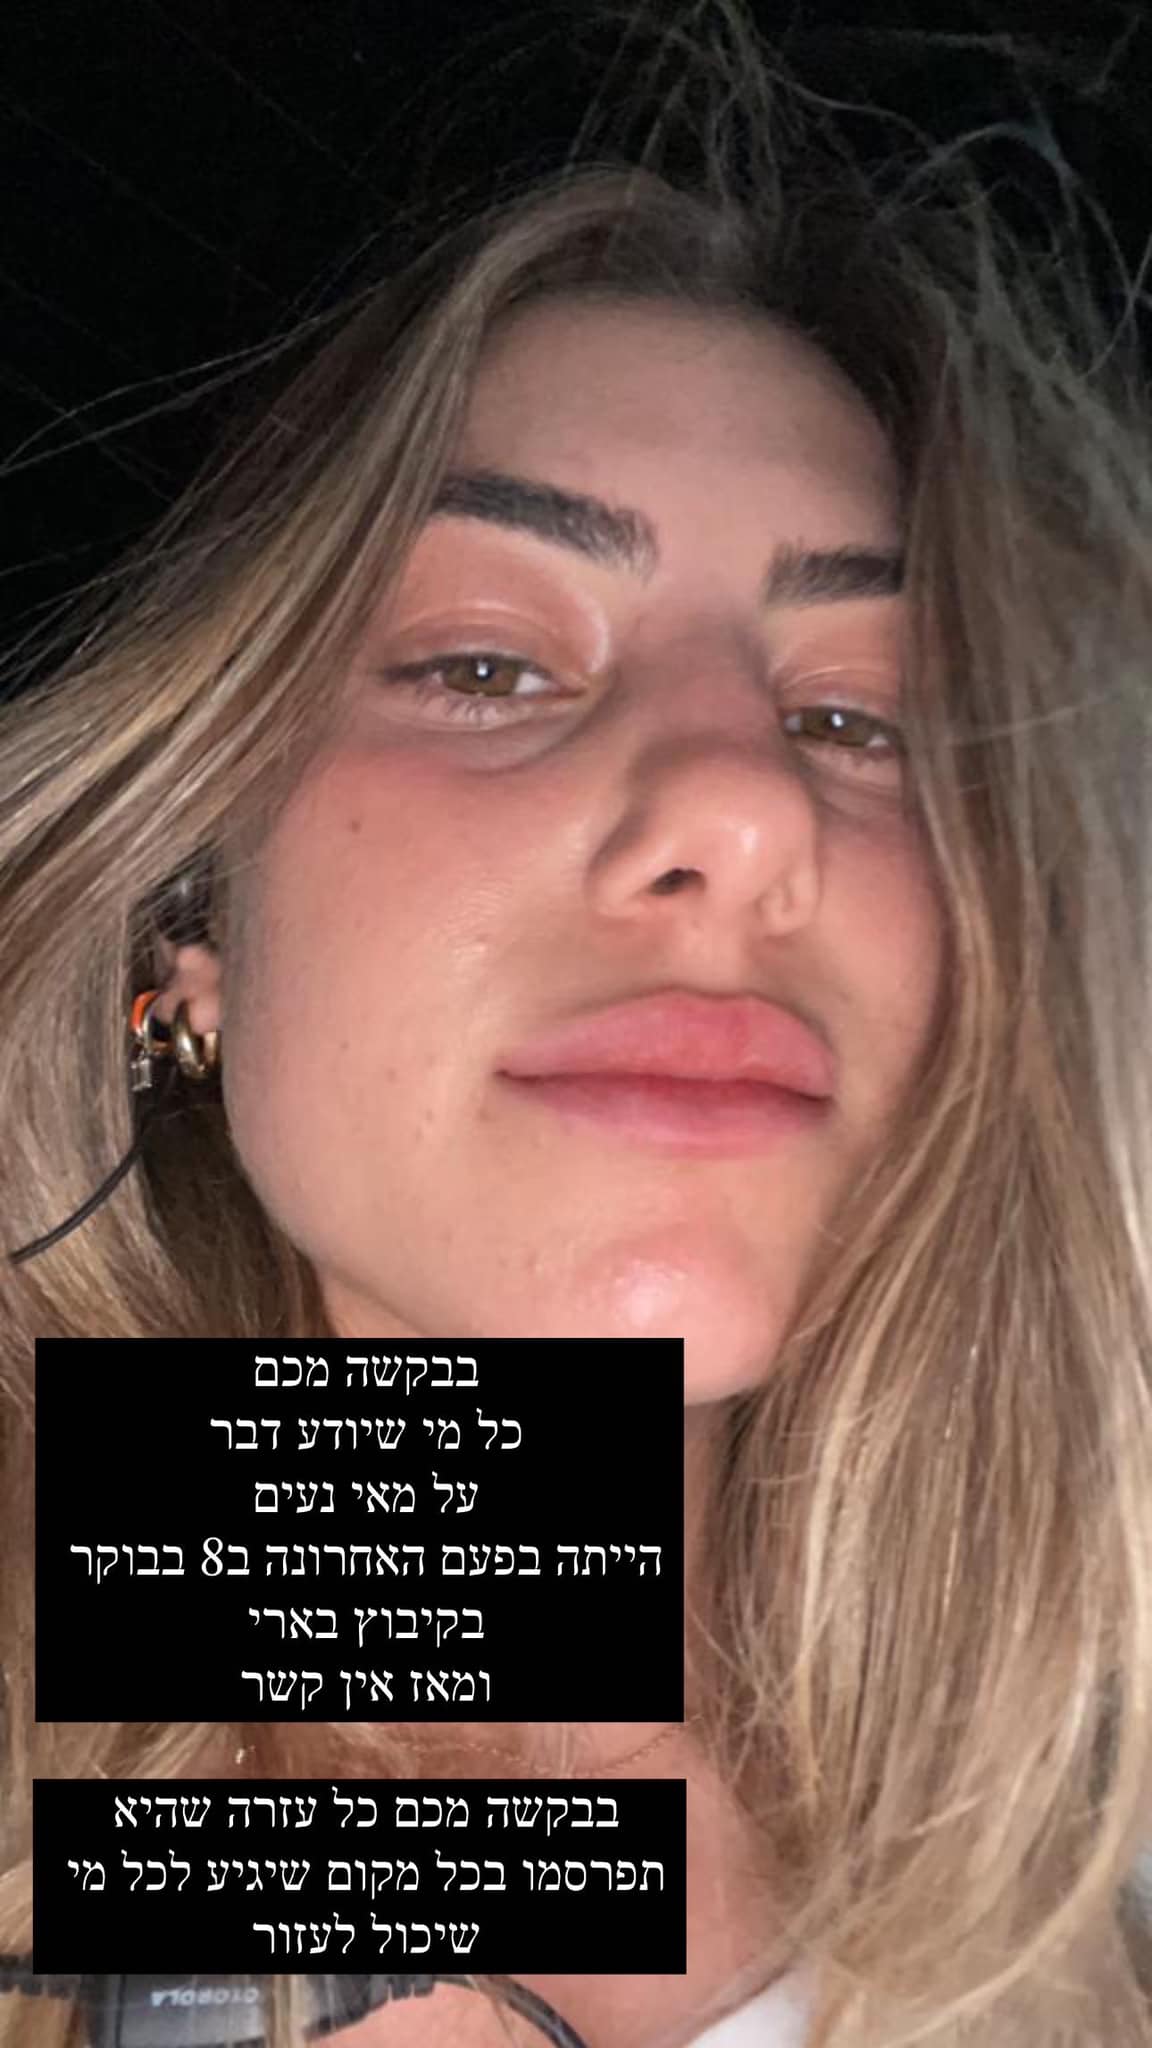 בבקשה מכם
כל מי שיודע דבר
על מאי נעים
הייתה בפעם האחרונה ב8 בבוקר
בקיבוץ בארי
ומאז אין קשר
בבקשה מכם כל עזרה שהיא
תפרסמו בכל מקום שיגיע לכל מי
שיכול לעזור
OTOROLA